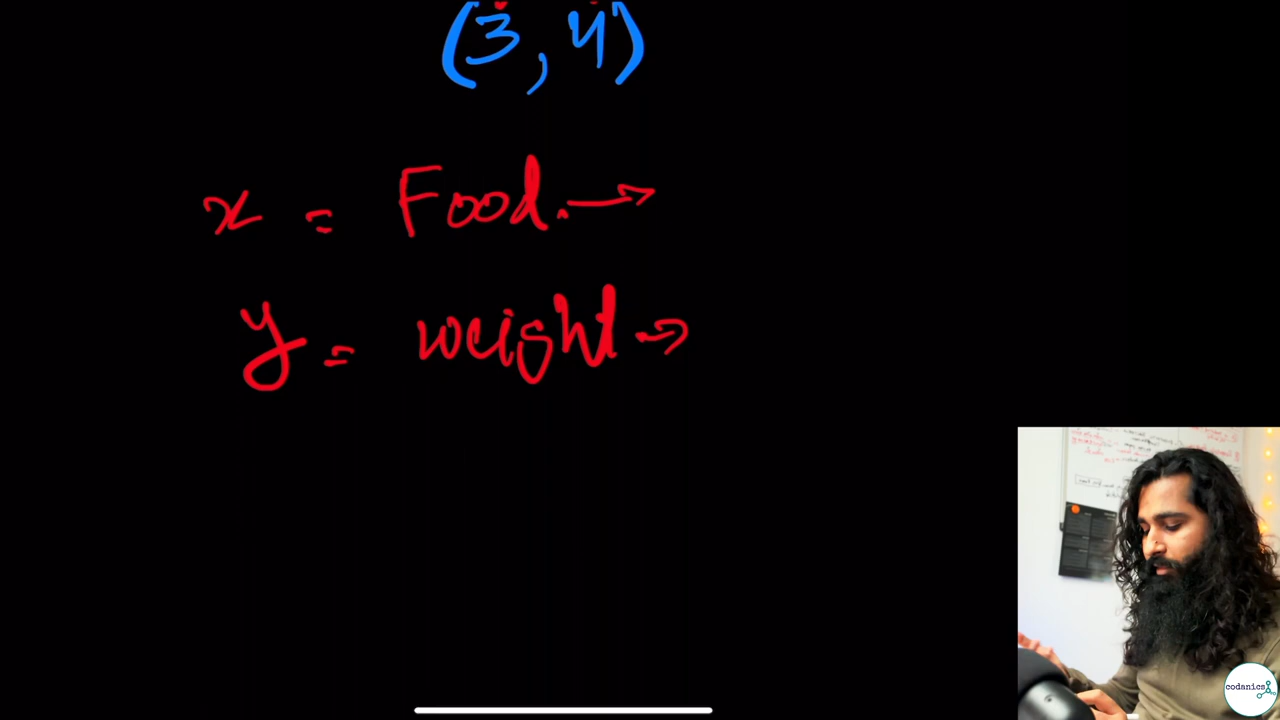 (3, 4)
x = Food. →
y = weight →
codanics